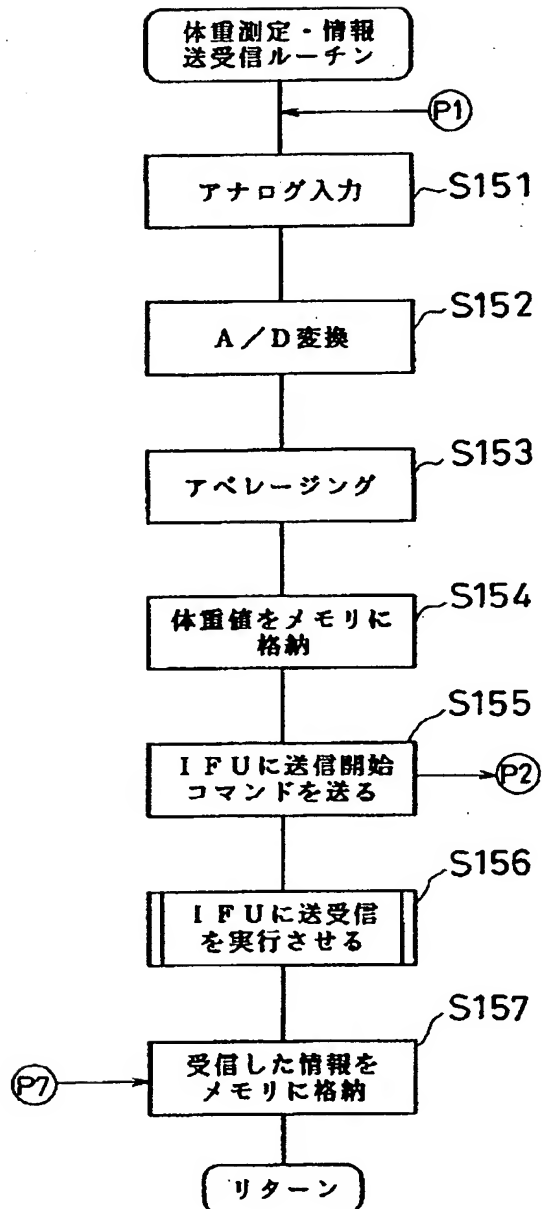 体重測定・情報
送受信ルーチン
P1
アナログ入力
S151
A/D変換
S152
アベレージング
S153
体重値をメモリに
格納
S154
IFUに送信開始
コマンドを送る
S155
P2
IFUに送受信
を実行させる
S156
受信した情報を
メモリに格納
S157
P7
リターン